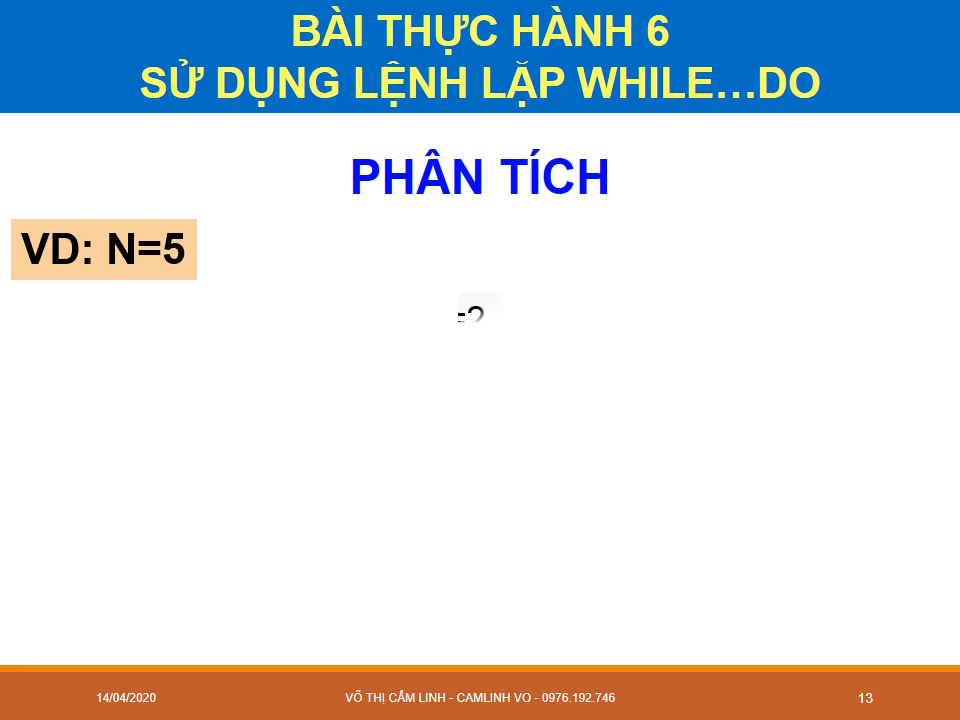 BÀI THỰC HÀNH 6
SỬ DỤNG LỆNH LẶP WHILE…DO
PHÂN TÍCH
VD: N=5
=2
14/04/2020
VÕ THỊ CẨM LINH - CAMLINH VO - 0976.192.746
13